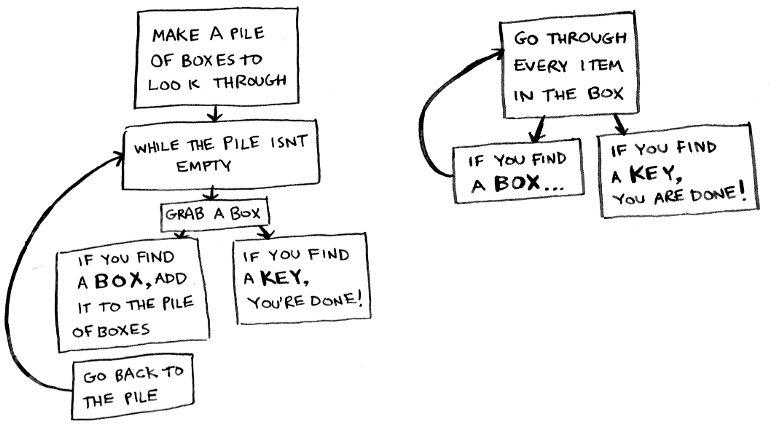 MAKE A PILE
OF BOXES TO
LOOK THROUGH
WHILE THE PILE ISNT
EMPTY
GRAB A BOX
IF YOU FIND
A BOX, ADD
IT TO THE PILE
OF BOXES
IF YOU FIND
A KEY,
YOU'RE DONE!
GO BACK TO
THE PILE
GO THROUGH
EVERY ITEM
IN THE BOX
IF YOU FIND
A BOX...
IF YOU FIND
A KEY,
YOU ARE DONE!